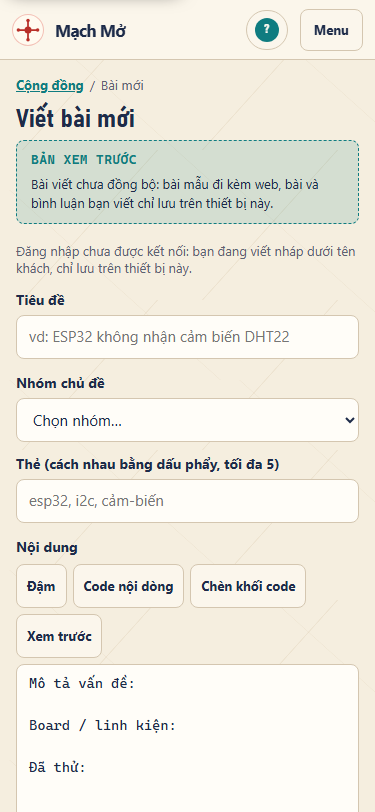 Mạch Mở
?
Menu
Cộng đồng / Bài mới
Viết bài mới
BẢN XEM TRƯỚC
Bài viết chưa đồng bộ: bài mẫu đi kèm web, bài và
bình luận bạn viết chỉ lưu trên thiết bị này.
Đăng nhập chưa được kết nối: bạn đang viết nháp dưới tên
khách, chỉ lưu trên thiết bị này.
Tiêu đề
vd: ESP32 không nhận cảm biến DHT22
Nhóm chủ đề
Chọn nhóm...
Thẻ (cách nhau bằng dấu phẩy, tối đa 5)
esp32, i2c, cảm-biến
Nội dung
Đậm
Code nội dòng
Chèn khối code
Xem trước
Mô tả vấn đề:
Board / linh kiện:
Đã thử: